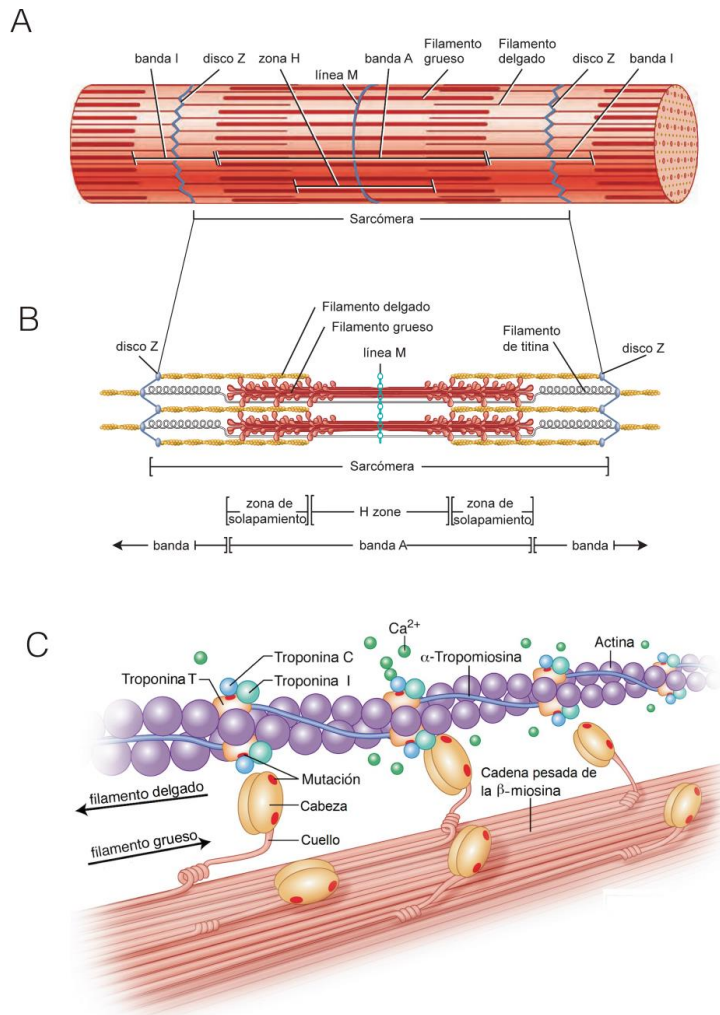 A
banda I
disco Z
zona H
línea M
banda A
Filamento
grueso
Filamento
delgado
disco Z
banda I
Sarcómera
B
disco Z
Filamento delgado
Filamento grueso
línea M
Filamento
de titina
disco Z
Sarcómera
zona de
solapamiento
H zone
zona de
solapamiento
banda I
banda A
banda I
C
Ca2+
Troponina C
Troponina T
Troponina I
α-Tropomiosina
Actina
Mutación
Cabeza
Cuello
filamento delgado
filamento grueso
Cadena pesada de
la β-miosina